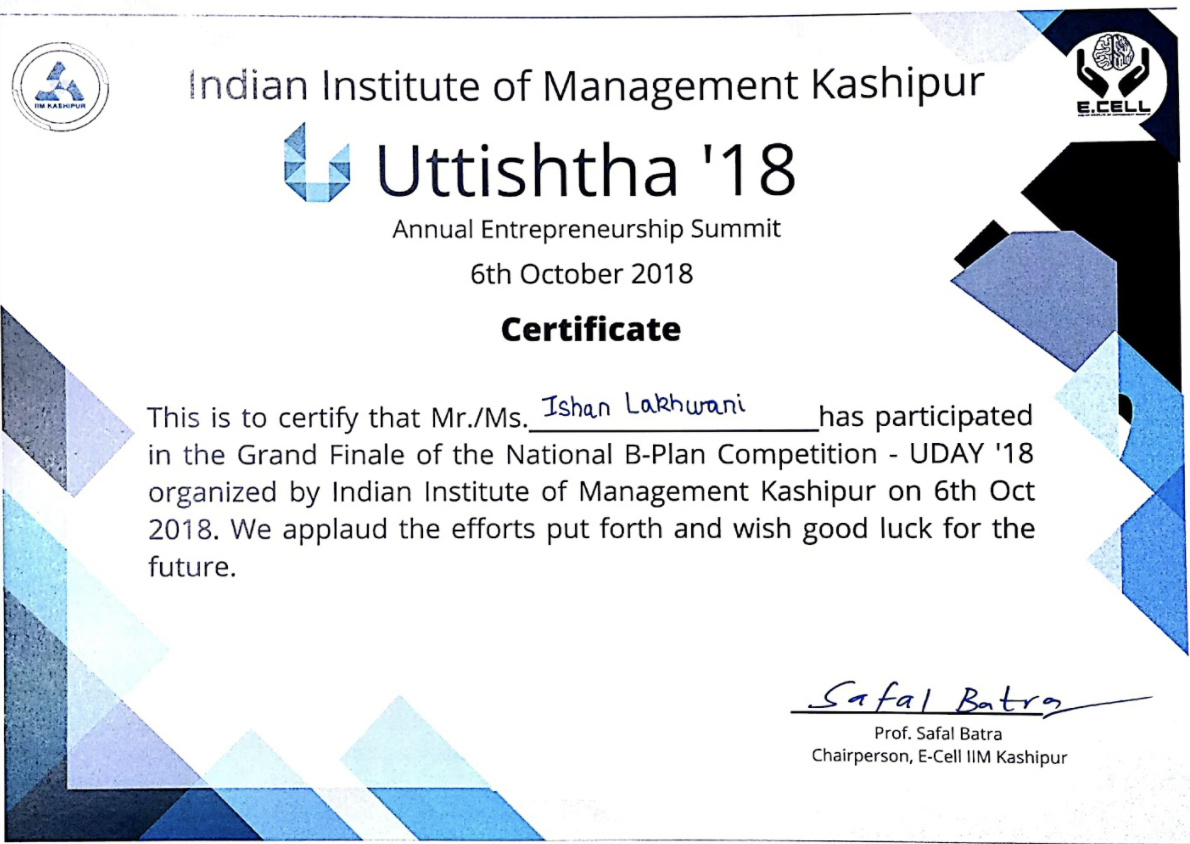 IIM KASHIPUR
E.CELL
Indian Institute of Management Kashipur
Uttishtha '18
Annual Entrepreneurship Summit
6th October 2018
Certificate
This is to certify that Mr./Ms. Ishan Lakhwani has participated
in the Grand Finale of the National B-Plan Competition - UDAY '18
organized by Indian Institute of Management Kashipur on 6th Oct
2018. We applaud the efforts put forth and wish good luck for the
future.
Safal Batra
Prof. Safal Batra
Chairperson, E-Cell IIM Kashipur